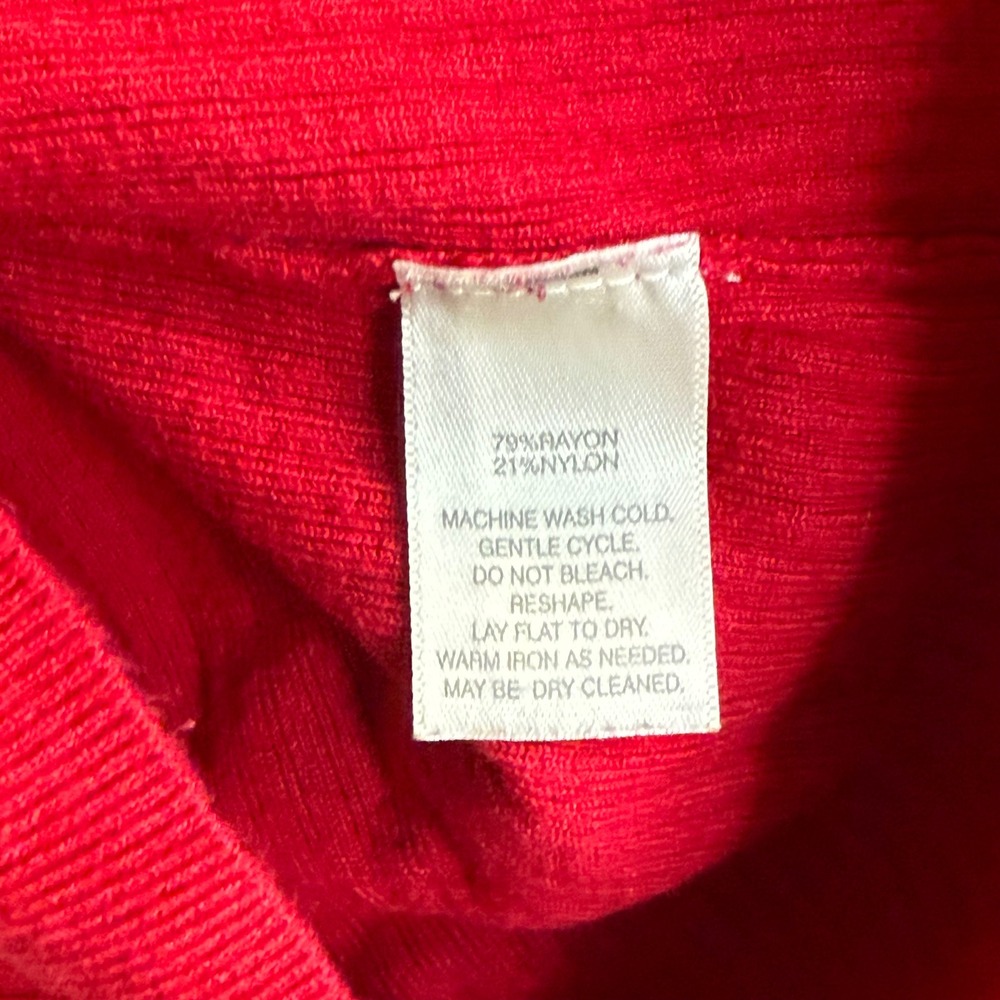 79%RAYON
21%NYLON
MACHINE WASH COLD.
GENTLE CYCLE.
DO NOT BLEACH.
RESHAPE.
LAY FLAT TO DRY.
WARM IRON AS NEEDED.
MAY BE DRY CLEANED.